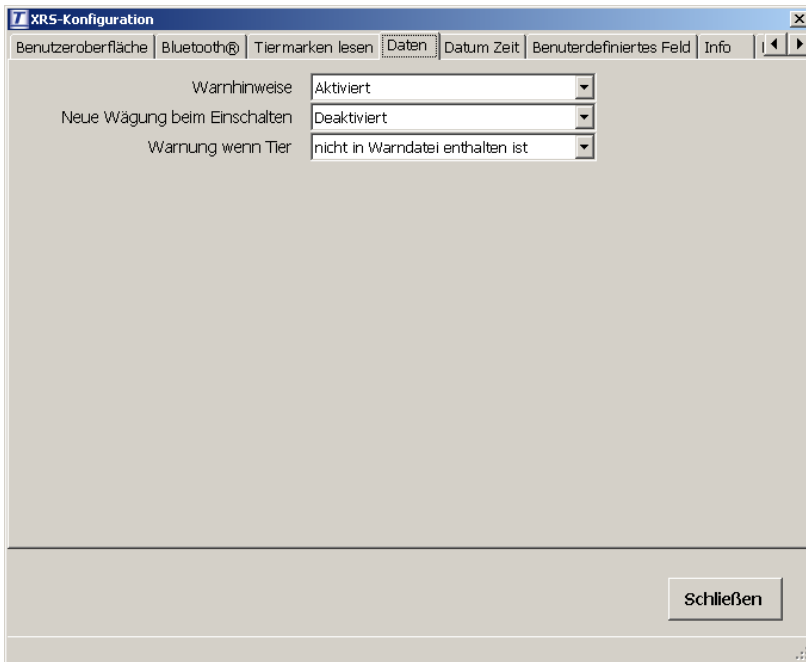 XRS-Konfiguration
Benutzeroberfläche Bluetooth® Tiermarken lesen Daten Datum Zeit Benuterdefiniertes Feld Info
Warnhinweise Aktiviert
Neue Wägung beim Einschalten Deaktiviert
Warnung wenn Tier nicht in Warndatei enthalten ist
Schließen